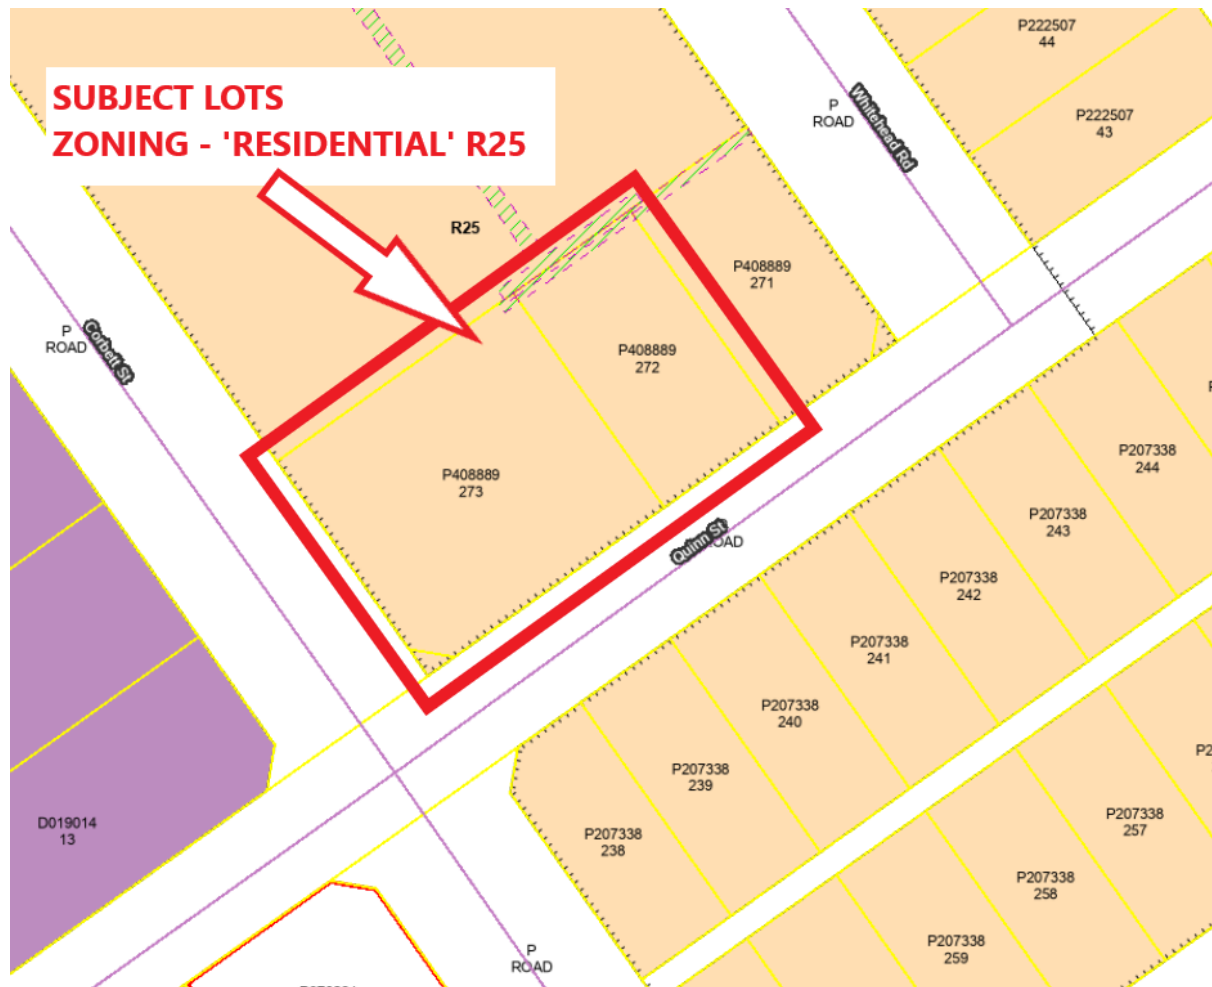 P222507
44
SUBJECT LOTS
ZONING - 'RESIDENTIAL' R25
P
ROAD
Whitehead Rd
P222507
43
R25
P408889
271
P
ROAD
Corbett St
P408889
272
P408889
273
P207338
244
P207338
243
Quinn St
P207338
242
P207338
241
P207338
240
P207338
239
P207338
238
D019014
13
P207338
257
P207338
258
P207338
259
P
ROAD